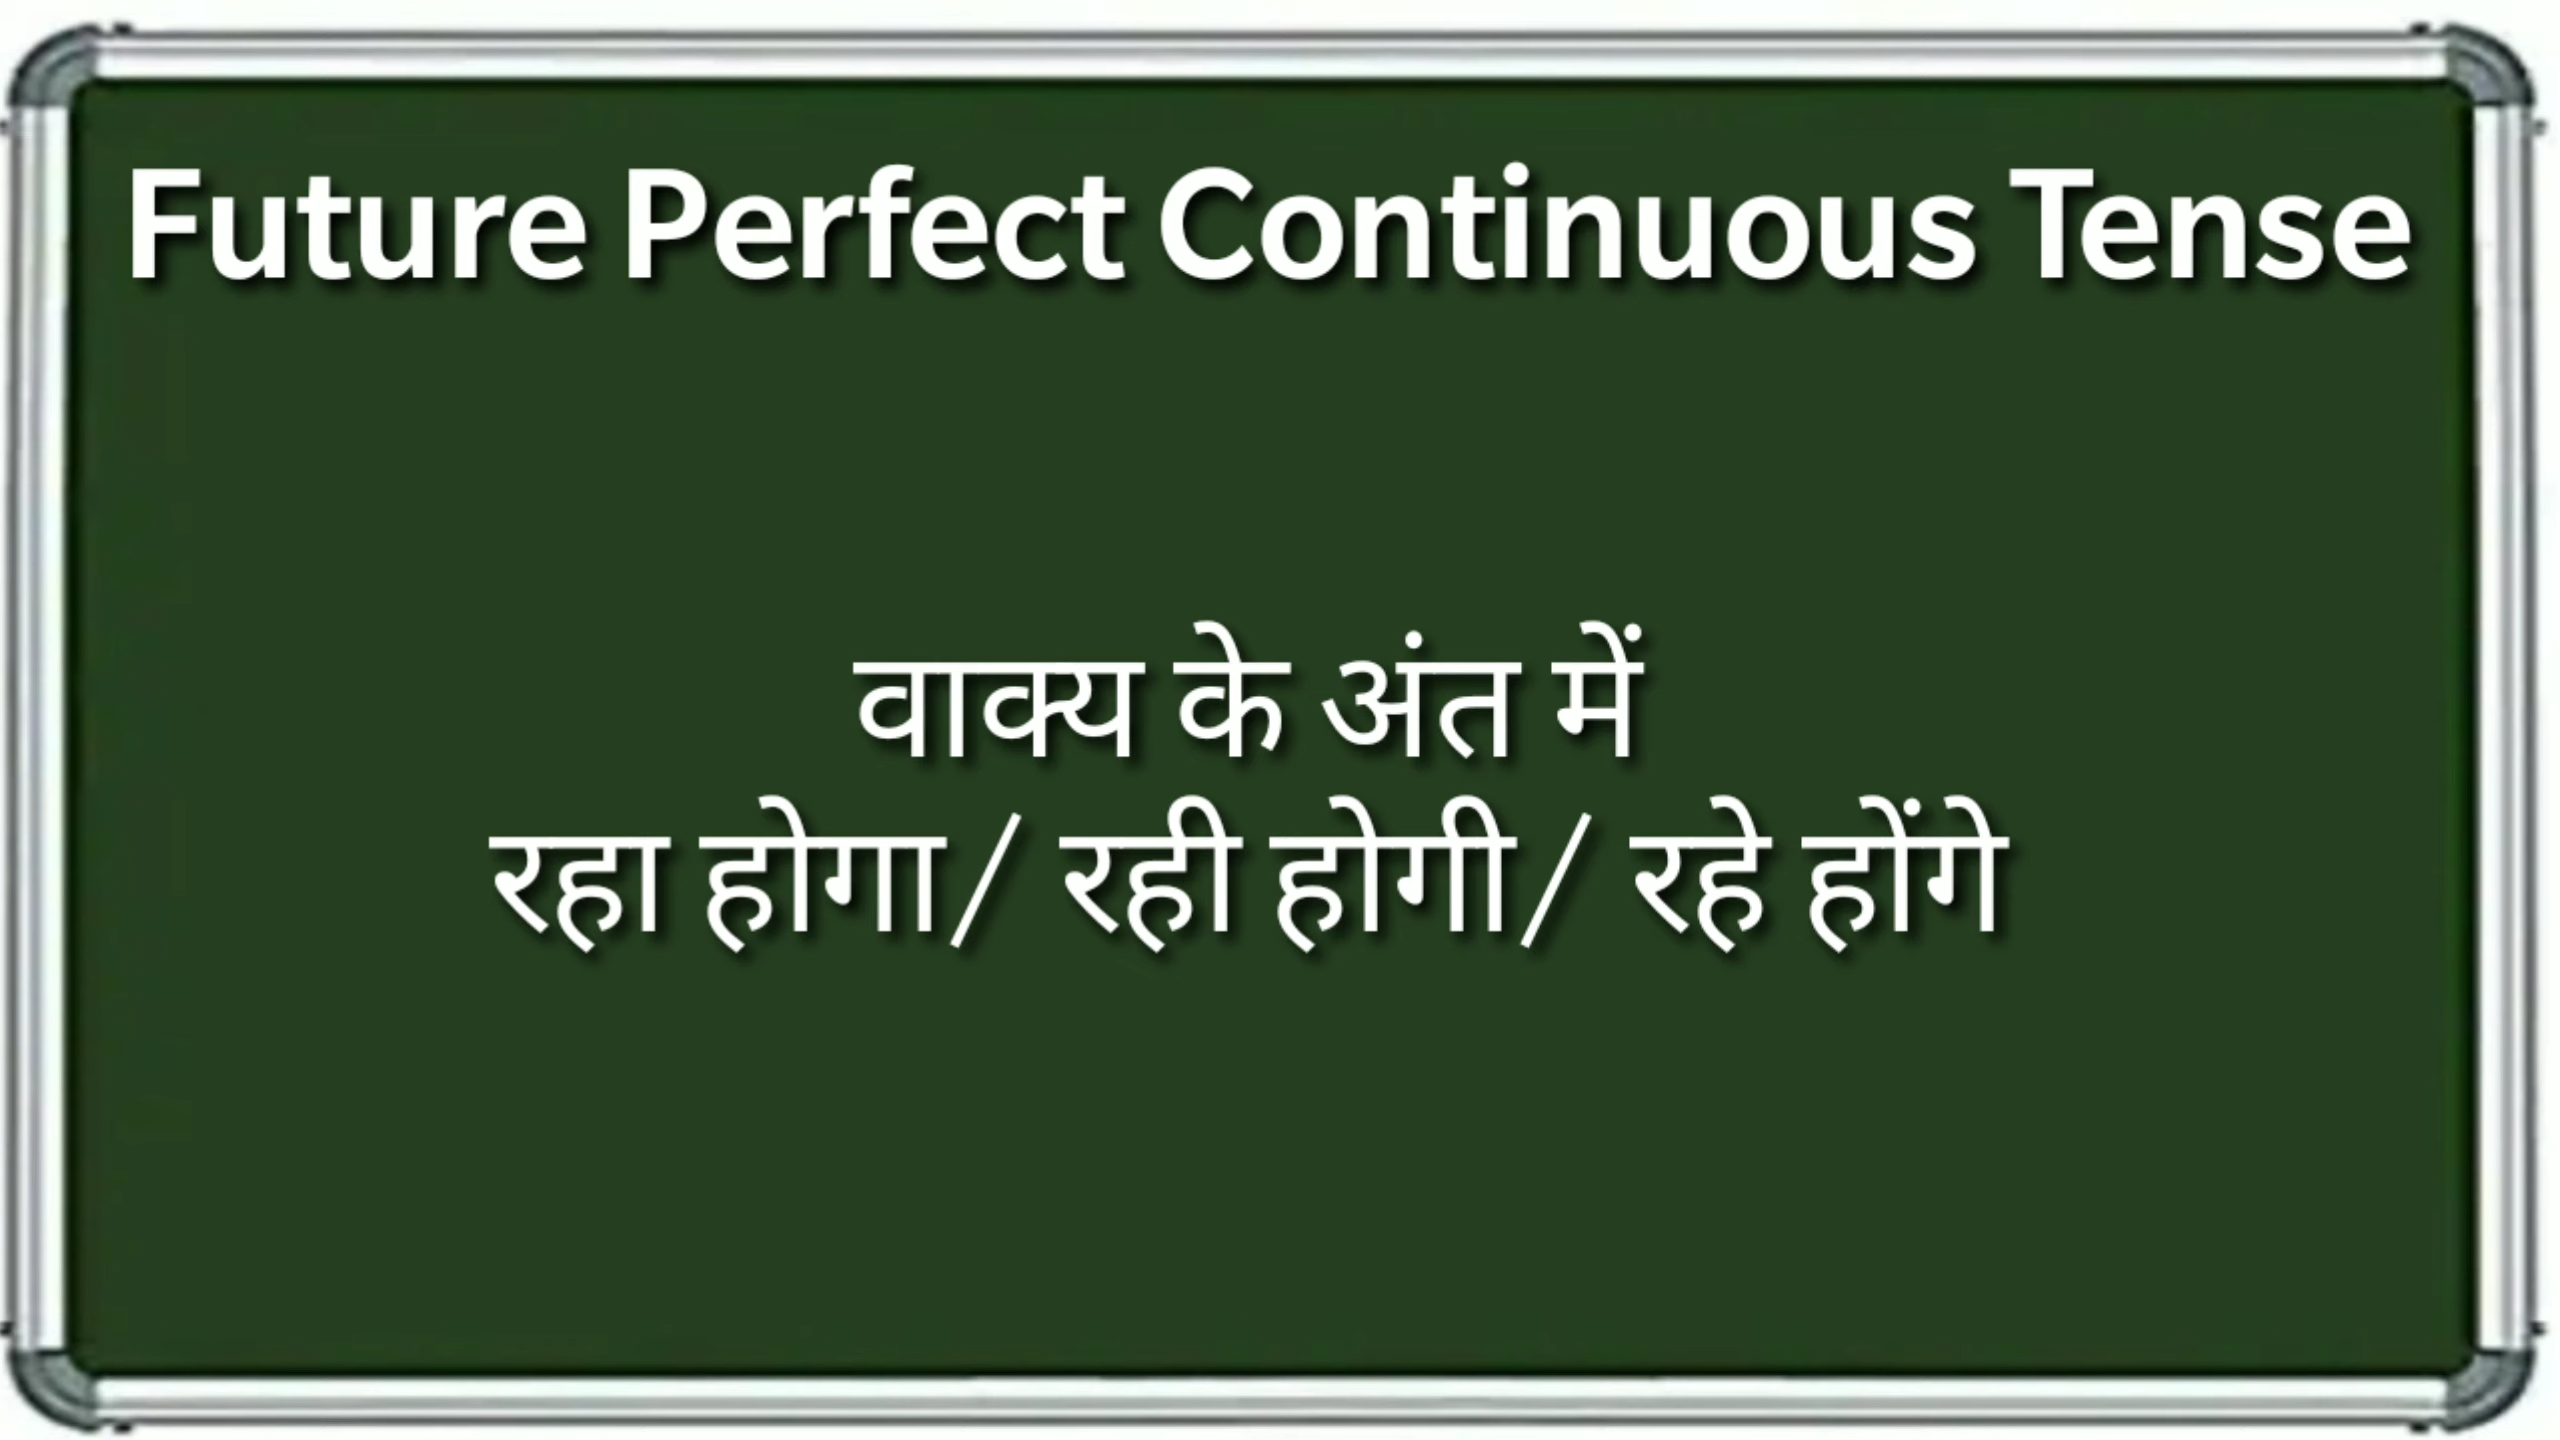 Future Perfect Continuous Tense
वाक्य के अंत में
रहा होगा/ रही होगी/ रहे होंगे